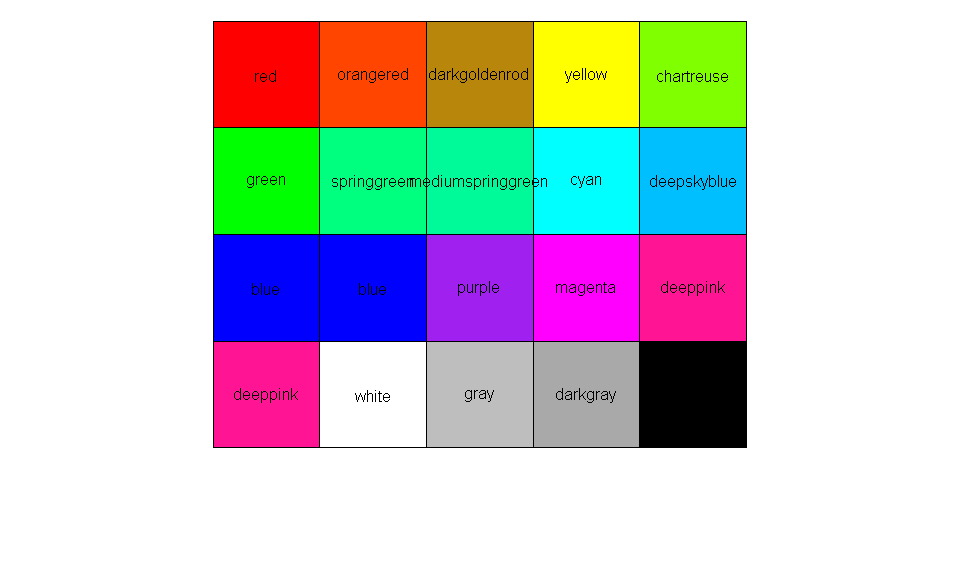 red orangered darkgoldenrod yellow chartreuse
green springgreen mediumspringgreen cyan deepskyblue
blue blue purple magenta deeppink
deeppink white gray darkgray